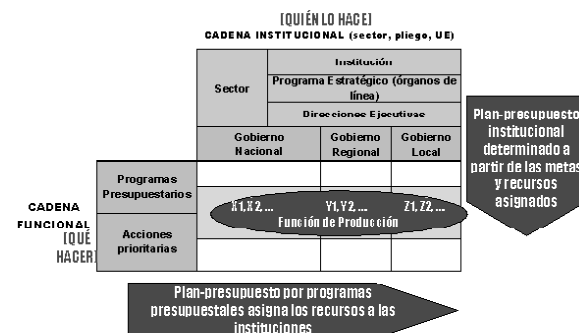 [QUIÉN LO HACE]
CADENA INSTITUCIONAL (sector, pliego, UE)
Sector
Institución
Programa Estratégico (órganos de
línea)
Direcciones Ejecutivas
Gobierno
Nacional
Gobierno
Regional
Gobierno
Local
Plan-presupuesto
institucional
determinado a
partir de las metas
y recursos
asignados
CADENA
FUNCIONAL
[QUÉ
HACER]
Programas
Presupuestarios
Acciones
prioritarias
X1,X2, ...
Y1,Y2, ...
Z1, Z2, ...
Función de Producción
Plan-presupuesto por programas
presupuestales asigna los recursos a las
instituciones